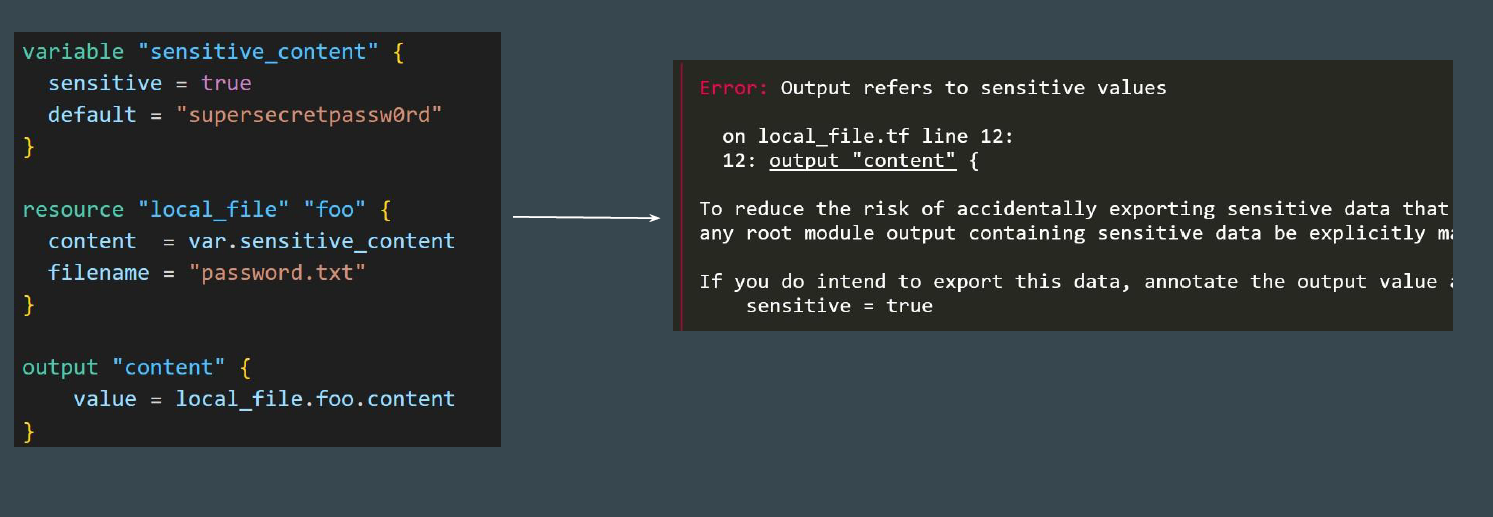 variable "sensitive_content" {
  sensitive = true
  default = "supersecretpassw0rd"
}

resource "local_file" "foo" {
  content  = var.sensitive_content
  filename = "password.txt"
}

output "content" {
    value = local_file.foo.content
}
Error: Output refers to sensitive values

  on local_file.tf line 12:
  12: output "content" {

To reduce the risk of accidentally exporting sensitive data that
any root module output containing sensitive data be explicitly

If you do intend to export this data, annotate the output value
    sensitive = true